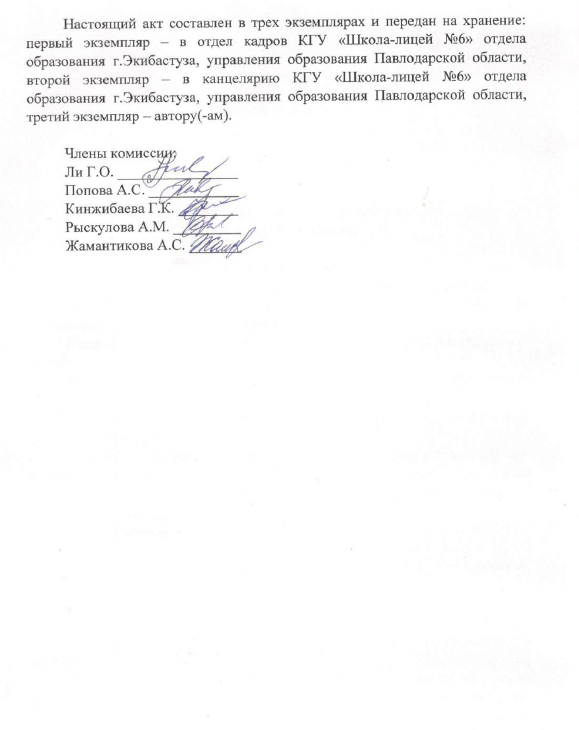 Настоящий акт составлен в трех экземплярах и передан на хранение:
первый экземпляр – в отдел кадров КГУ «Школа-лицей №6» отдела
образования г.Экибастуза, управления образования Павлодарской области,
второй экземпляр – в канцелярию КГУ «Школа-лицей №6» отдела
образования г.Экибастуза, управления образования Павлодарской области,
третий экземпляр – автору(-ам).
Члены комиссии:
Ли Г.О.
Попова А.С.
Кинжибаева Г.К.
Рыскулова А.М.
Жамантикова А.С.